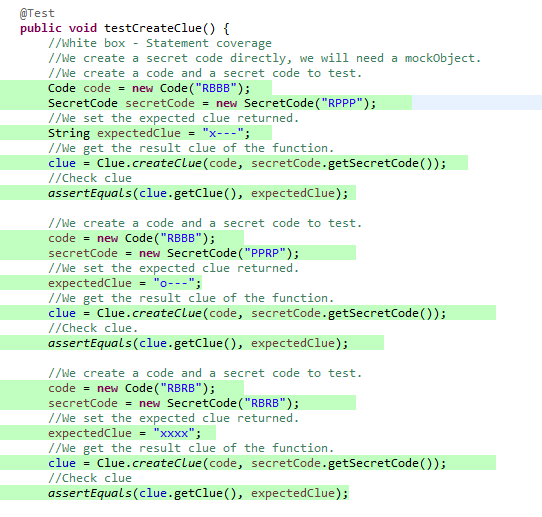 @Test
public void testCreateClue() {
//White box - Statement coverage
//We create a secret code directly, we will need a mockObject.
//We create a code and a secret code to test.
Code code = new Code("RBBB");
SecretCode secretCode = new SecretCode("RPPP");
//We set the expected clue returned.
String expectedClue = "x---";
//We get the result clue of the function.
clue = Clue.createClue(code, secretCode.getSecretCode());
//Check clue
assertEquals(clue.getClue(), expectedClue);
//We create a code and a secret code to test.
code = new Code("RBBB");
secretCode = new SecretCode("PPRP");
//We set the expected clue returned.
expectedClue = "o---";
//We get the result clue of the function.
clue = Clue.createClue(code, secretCode.getSecretCode());
//Check clue.
assertEquals(clue.getClue(), expectedClue);
//We create a code and a secret code to test.
code = new Code("RBRB");
secretCode = new SecretCode("RBRB");
//We set the expected clue returned.
expectedClue = "xxxx";
//We get the result clue of the function.
clue = Clue.createClue(code, secretCode.getSecretCode());
//Check clue
assertEquals(clue.getClue(), expectedClue);